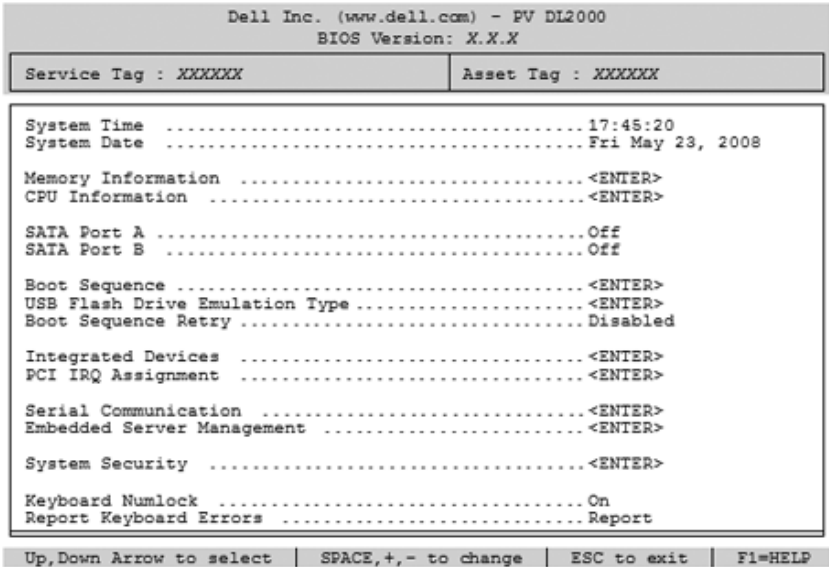 Dell Inc. (www.dell.com) - PV DL2000
BIOS Version: X.X.X
Service Tag : XXXXXX Asset Tag : XXXXXX
System Time ........................................17:45:20
System Date ........................................Fri May 23, 2008
Memory Information .................................<ENTER>
CPU Information ....................................<ENTER>
SATA Port A .........................................Off
SATA Port B ........................................Off
Boot Sequence .......................................<ENTER>
USB Flash Drive Emulation Type ......................<ENTER>
Boot Sequence Retry .................................Disabled
Integrated Devices .................................<ENTER>
PCI IRQ Assignment .................................<ENTER>
Serial Communication ...............................<ENTER>
Embedded Server Management .........................<ENTER>
System Security ....................................<ENTER>
Keyboard Numlock ...................................On
Report Keyboard Errors .............................Report
Up,Down Arrow to select SPACE,+,- to change ESC to exit F1=HELP